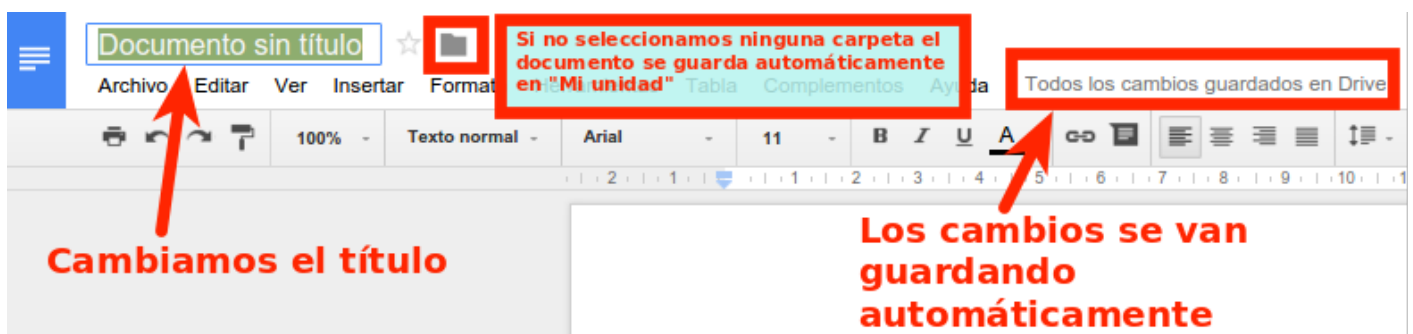 Documento sin título
Si no seleccionamos ninguna carpeta el
documento se guarda automáticamente
en "Mi unidad"
Archivo Editar Ver Insertar Format Tabla Complementos Ayuda
Todos los cambios guardados en Drive
100% Texto normal Arial 11 B I U A
2 1 1 2 3 4 5 6 7 8 9 10 1
Cambiamos el título
Los cambios se van
guardando
automáticamente